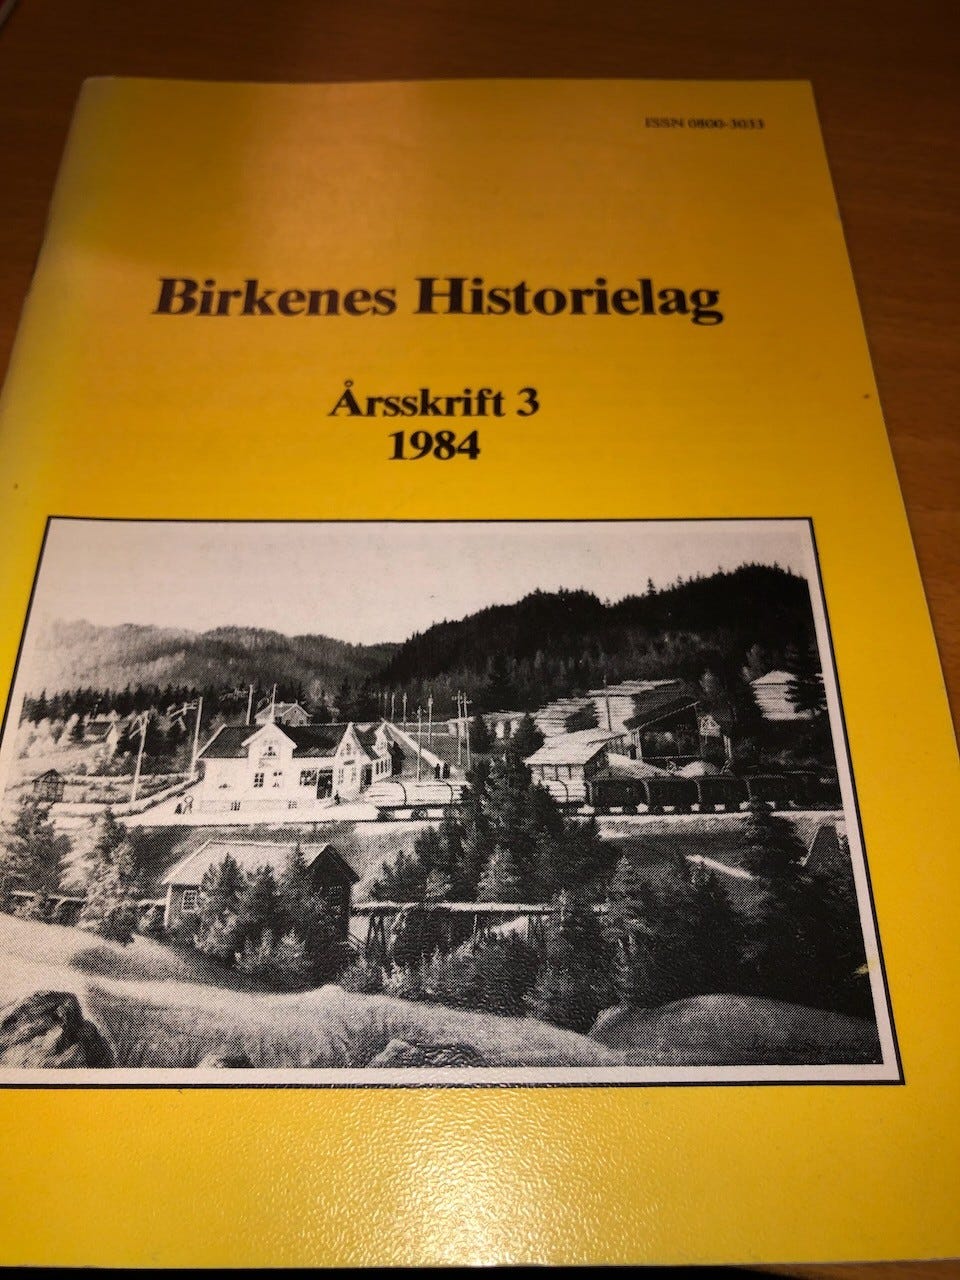 ISSN 0800-3033
Birkenes Historielag
Årsskrift 3
1984